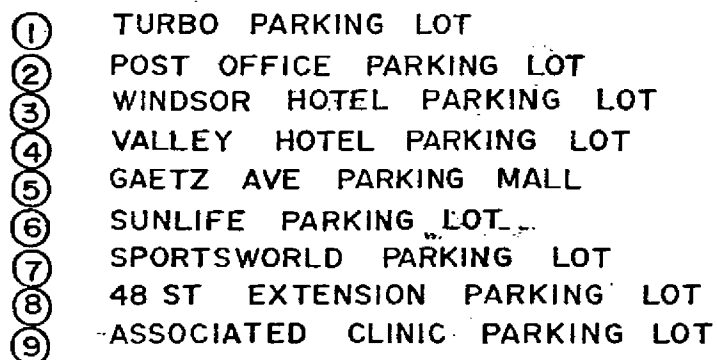 ① TURBO PARKING LOT
② POST OFFICE PARKING LOT
③ WINDSOR HOTEL PARKING LOT
④ VALLEY HOTEL PARKING LOT
⑤ GAETZ AVE PARKING MALL
⑥ SUNLIFE PARKING LOT
⑦ SPORTSWORLD PARKING LOT
⑧ 48 ST EXTENSION PARKING LOT
⑨ ASSOCIATED CLINIC PARKING LOT